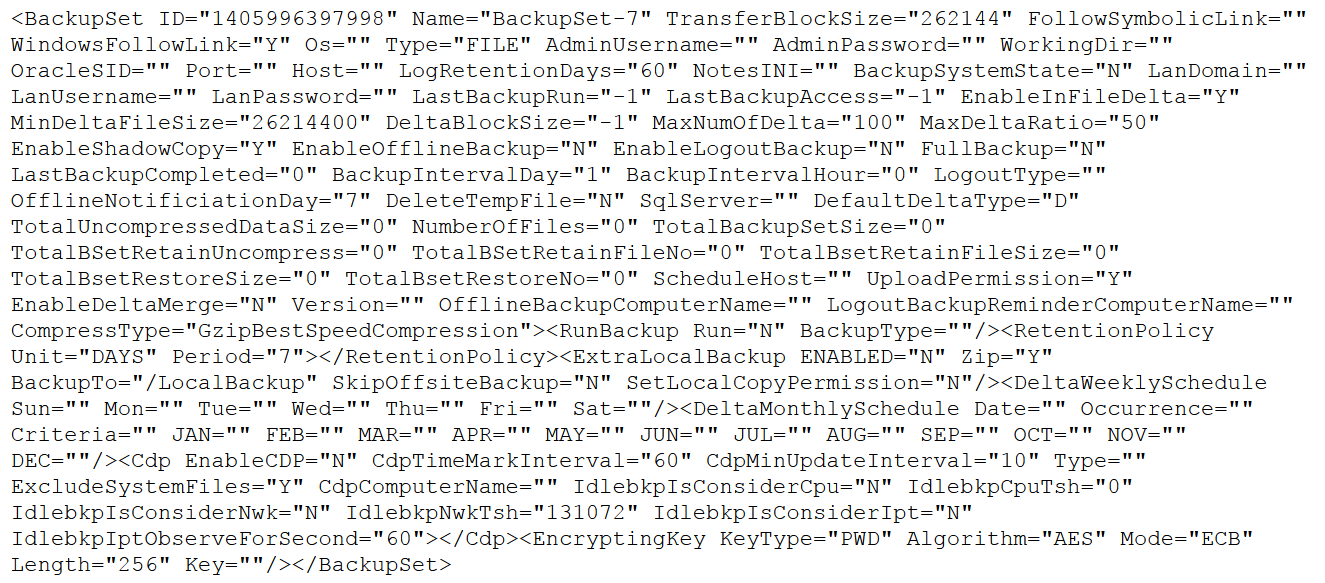 <BackupSet ID="1405996397998" Name="BackupSet-7" TransferBlockSize="262144" FollowSymbolicLink=""
WindowsFollowLink="Y" Os="" Type="FILE" AdminUsername="" AdminPassword="" WorkingDir=""
OracleSID="" Port="" Host="" LogRetentionDays="60" NotesINI="" BackupSystemState="N" LanDomain=""
LanUsername="" LanPassword="" LastBackupRun="-1" LastBackupAccess="-1" EnableInFileDelta="Y"
MinDeltaFileSize="26214400" DeltaBlockSize="-1" MaxNumOfDelta="100" MaxDeltaRatio="50"
EnableShadowCopy="Y" EnableOfflineBackup="N" EnableLogoutBackup="N" FullBackup="N"
LastBackupCompleted="0" BackupIntervalDay="1" BackupIntervalHour="0" LogoutType=""
OfflineNotificiationDay="7" DeleteTempFile="N" SqlServer="" DefaultDeltaType="D"
TotalUncompressedDataSize="0" NumberOfFiles="0" TotalBackupSetSize="0"
TotalBSetRetainUncompress="0" TotalBSetRetainFileNo="0" TotalBsetRetainFileSize="0"
TotalBsetRestoreSize="0" TotalBsetRestoreNo="0" ScheduleHost="" UploadPermission="Y"
EnableDeltaMerge="N" Version="" OfflineBackupComputerName="" LogoutBackupReminderComputerName=""
CompressType="GzipBestSpeedCompression"><RunBackup Run="N" BackupType=""/><RetentionPolicy
Unit="DAYS" Period="7"></RetentionPolicy><ExtraLocalBackup ENABLED="N" Zip="Y"
BackupTo="/LocalBackup" SkipOffsiteBackup="N" SetLocalCopyPermission="N"/><DeltaWeeklySchedule
Sun="" Mon="" Tue="" Wed="" Thu="" Fri="" Sat=""/><DeltaMonthlySchedule Date="" Occurrence=""
Criteria="" JAN="" FEB="" MAR="" APR="" MAY="" JUN="" JUL="" AUG="" SEP="" OCT="" NOV=""
DEC=""/><Cdp EnableCDP="N" CdpTimeMarkInterval="60" CdpMinUpdateInterval="10" Type=""
ExcludeSystemFiles="Y" CdpComputerName="" IdlebkpIsConsiderCpu="N" IdlebkpCpuTsh="0"
IdlebkpIsConsiderNwk="N" IdlebkpNwkTsh="131072" IdlebkpIsConsiderIpt="N"
IdlebkpIptObserveForSecond="60"></Cdp><EncryptingKey KeyType="PWD" Algorithm="AES" Mode="ECB"
Length="256" Key=""/></BackupSet>